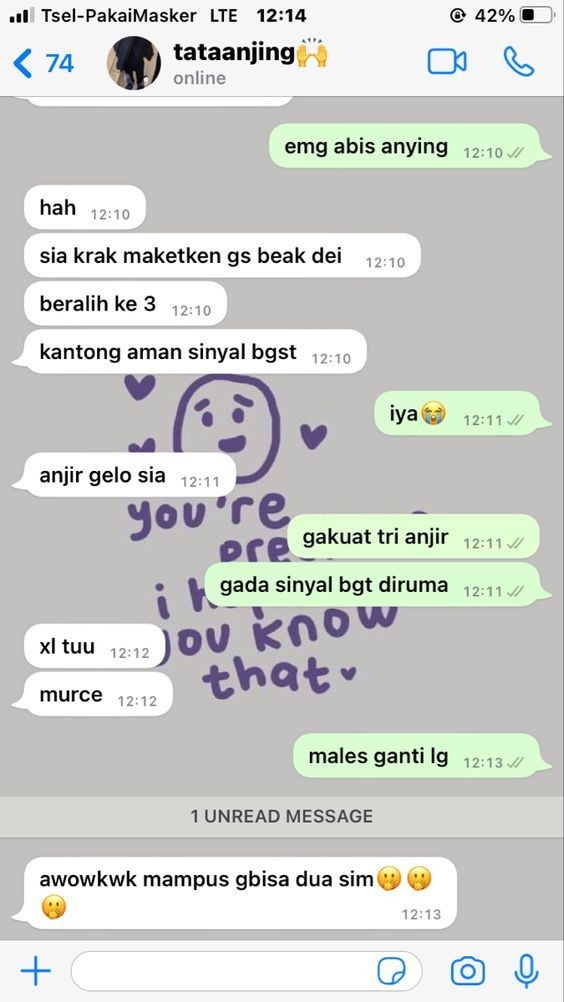 Tsel-PakaiMasker LTE 12:14 42%
74
tataanjing🙌
online
emg abis anying 12:10
hah 12:10
sia krak maketken gs beak dei 12:10
beralih ke 3 12:10
kantong aman sinyal bgst 12:10
iya😭 12:11
anjir gelo sia 12:11
you're
gakuat tri anjir 12:11
gada sinyal bgt diruma 12:11
i
you know
that
xl tuu 12:12
murce 12:12
males ganti lg 12:13
1 UNREAD MESSAGE
awowkwk mampus gbisa dua sim🤭🤭
🤭
12:13